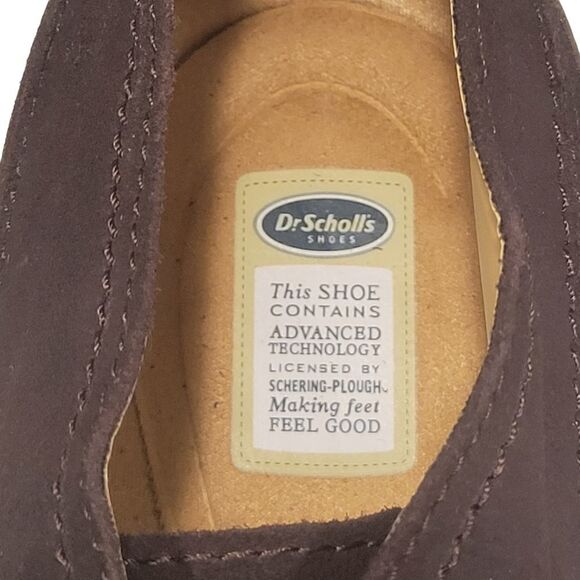 Dr Scholl's
SHOES
This SHOE
CONTAINS
ADVANCED
TECHNOLOGY
LICENSED BY
SCHERING-PLOUGH
Making feet
FEEL GOOD